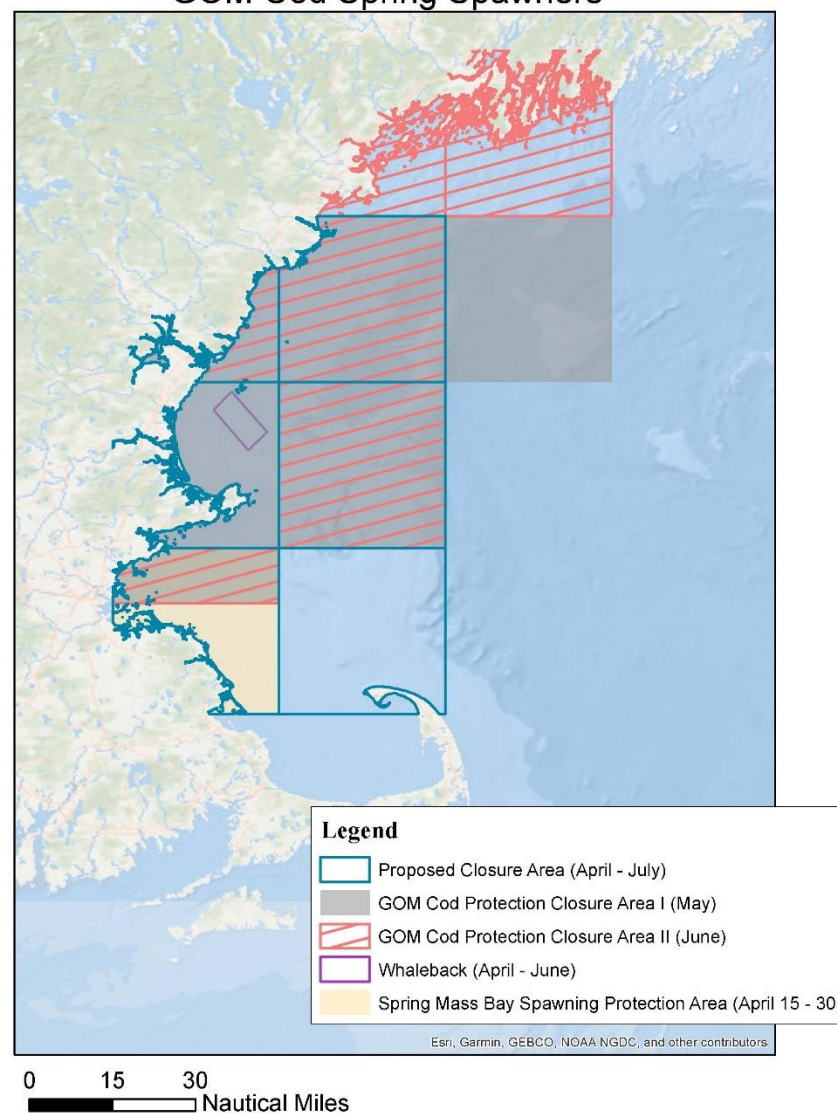 GOM Cod Spring Spawners
Legend
Proposed Closure Area (April - July)
GOM Cod Protection Closure Area I (May)
GOM Cod Protection Closure Area II (June)
Whaleback (April - June)
Spring Mass Bay Spawning Protection Area (April 15 - 30
Esri, Garmin, GEBCO, NOAA NGDC, and other contributors
0 15 30
Nautical Miles